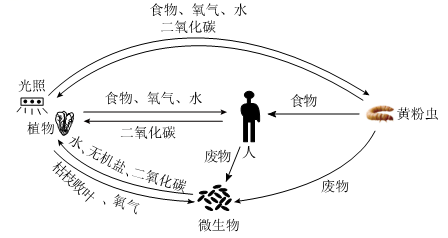 食物、氧气、水
二氧化碳
光照
植物
食物、氧气、水
二氧化碳
人
食物
黄粉虫
废物
废物
水、无机盐、二氧化碳
枯枝败叶、氧气
微生物